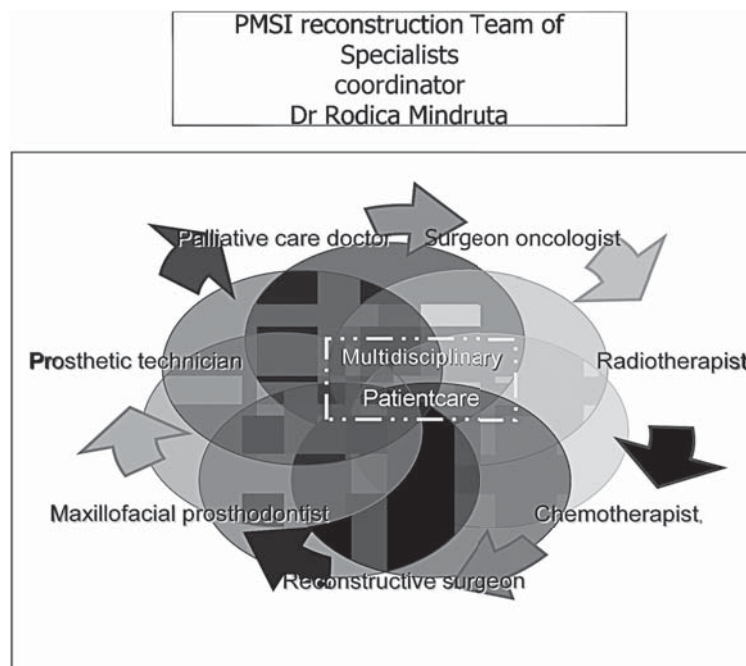 PMSI reconstruction Team of
Specialists
coordinator
Dr Rodica Mindruta
Palliative care doctor
Surgeon oncologist
Prosthetic technician
Multidisciplinary
Patientcare
Radiotherapist
Maxillofacial prosthodontist
Chemotherapist,
Reconstructive surgeon